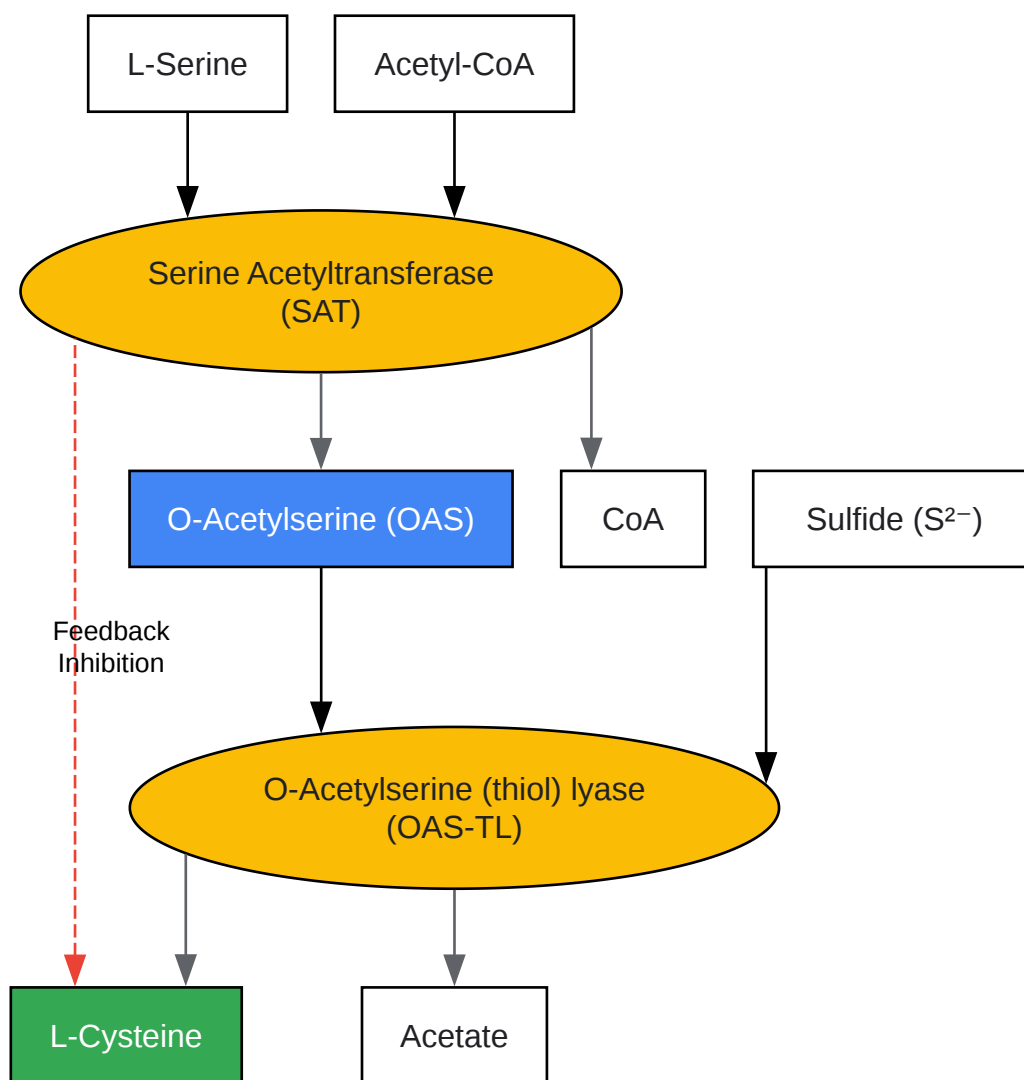 L-Serine
Acetyl-CoA
Serine Acetyltransferase
(SAT)
O-Acetylserine (OAS)
CoA
Sulfide (S²⁻)
Feedback
Inhibition
O-Acetylserine (thiol) lyase
(OAS-TL)
L-Cysteine
Acetate